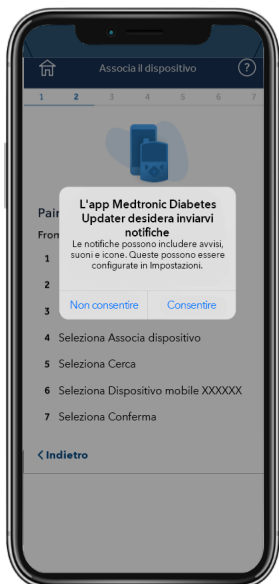 Associa il dispositivo
?
1 2 3 4 5 6 7
Pair
From
1
2
3
L'app Medtronic Diabetes
Updater desidera inviarvi
notifiche
Le notifiche possono includere avvisi,
suoni e icone. Queste possono essere
configurate in Impostazioni.
Non consentire Consentire
4 Seleziona Associa dispositivo
5 Seleziona Cerca
6 Seleziona Dispositivo mobile XXXXXX
7 Seleziona Conferma
< Indietro